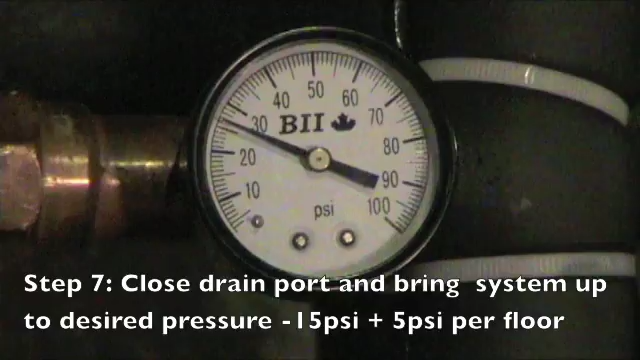 50
40 60
30 BII 70
20 80
10 90
0 psi 100
Step 7: Close drain port and bring system up
to desired pressure -15psi + 5psi per floor